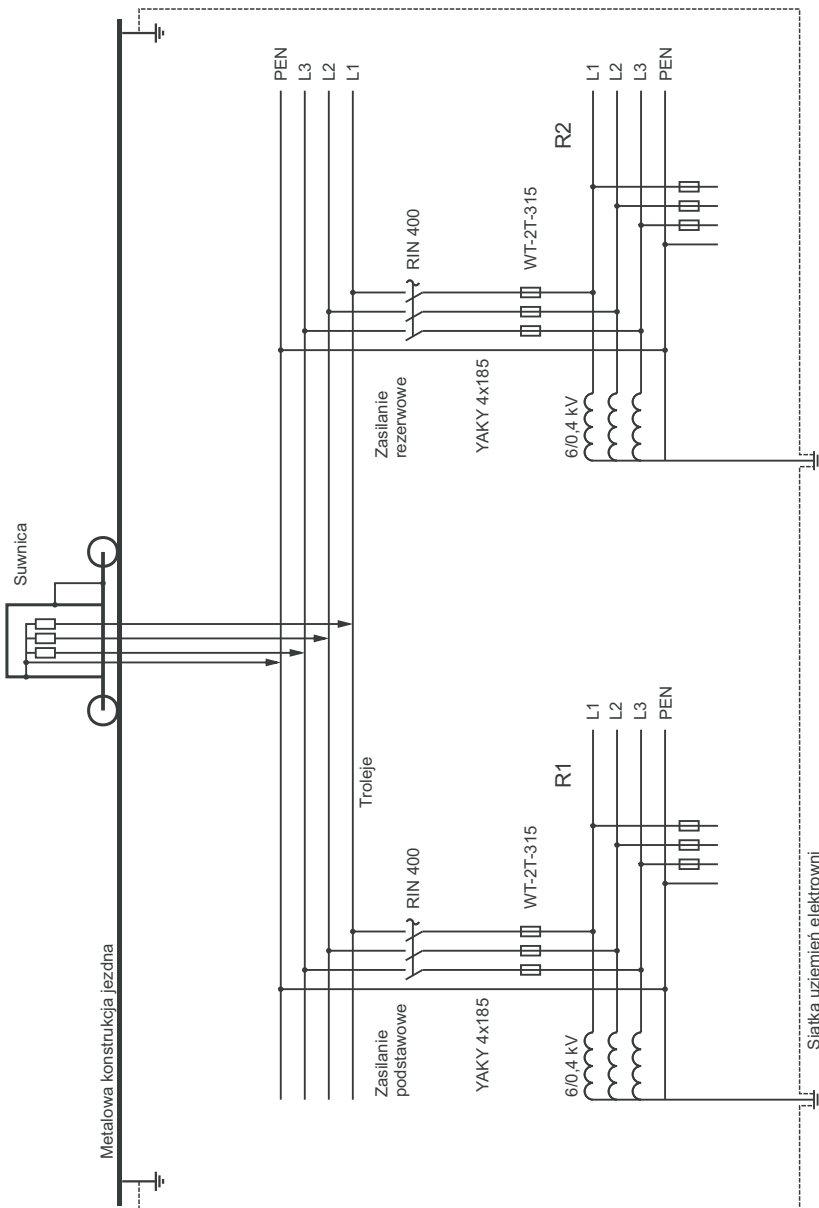 Metalowa konstrukcja jezdna
Suwnica
PEN
L3
L2
L1
Troleje
Zasilanie
podstawowe
RIN 400
YAKY 4x185
WT-2T-315
6/0,4 kV
R1
L1
L2
L3
PEN
Zasilanie
rezerwowe
RIN 400
YAKY 4x185
WT-2T-315
6/0,4 kV
R2
L1
L2
L3
PEN
Siatka uziemień elektrowni